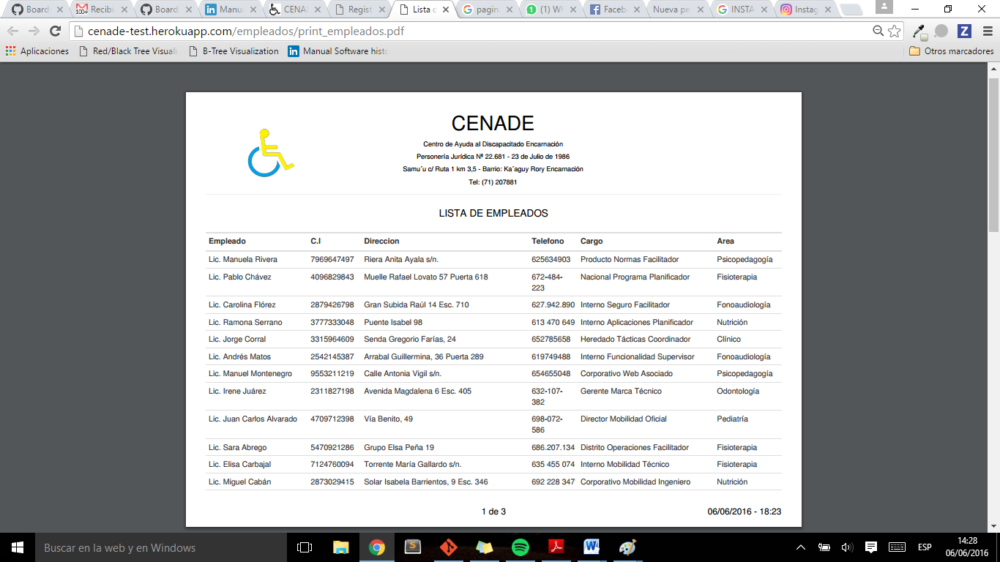 Board
Recibi
Board
Manu
CENA
Regist
Lista c
pagin
(1) W
Faceb
Nueva pe
INSTA
Instag
cenade-test.herokuapp.com/empleados/print_empleados.pdf
Aplicaciones Red/Black Tree Visuali B-Tree Visualization Manual Software histo Otros marcadores
CENADE
Centro de Ayuda al Discapacitado Encarnación
Personería Jurídica Nº 22.681 - 23 de Julio de 1986
Samu´u c/ Ruta 1 km 3,5 - Barrio: Ka´aguy Rory Encarnación
Tel: (71) 207881
LISTA DE EMPLEADOS
Empleado C.I Direccion Telefono Cargo Area
Lic. Manuela Rivera 7969647497 Riera Anita Ayala s/n. 625634903 Producto Normas Facilitador Psicopedagogía
Lic. Pablo Chávez 4096829843 Muelle Rafael Lovato 57 Puerta 618 672-484- Nacional Programa Planificador Fisioterapia
223
Lic. Carolina Flórez 2879426798 Gran Subida Raúl 14 Esc. 710 627.942.890 Interno Seguro Facilitador Fonoaudiología
Lic. Ramona Serrano 3777333048 Puente Isabel 98 613 470 649 Interno Aplicaciones Planificador Nutrición
Lic. Jorge Corral 3315964609 Senda Gregorio Farías, 24 652785658 Heredado Tácticas Coordinador Clínico
Lic. Andrés Matos 2542145387 Arrabal Guillermina, 36 Puerta 289 619749488 Interno Funcionalidad Supervisor Fonoaudiología
Lic. Manuel Montenegro 9553211219 Calle Antonia Vigil s/n. 654655048 Corporativo Web Asociado Psicopedagogía
Lic. Irene Juárez 2311827198 Avenida Magdalena 6 Esc. 405 632-107- Gerente Marca Técnico Odontología
382
Lic. Juan Carlos Alvarado 4709712398 Vía Benito, 49 698-072- Director Mobilidad Oficial Pediatría
586
Lic. Sara Abrego 5470921286 Grupo Elsa Peña 19 686.207.134 Distrito Operaciones Facilitador Fisioterapia
Lic. Elisa Carbajal 7124760094 Torrente María Gallardo s/n. 635 455 074 Interno Mobilidad Técnico Fisioterapia
Lic. Miguel Cabán 2873029415 Solar Isabela Barrientos, 9 Esc. 346 692 228 347 Corporativo Mobilidad Ingeniero Nutrición
1 de 3 06/06/2016 - 18:23
Buscar en la web y en Windows
ESP
14:28
06/06/2016